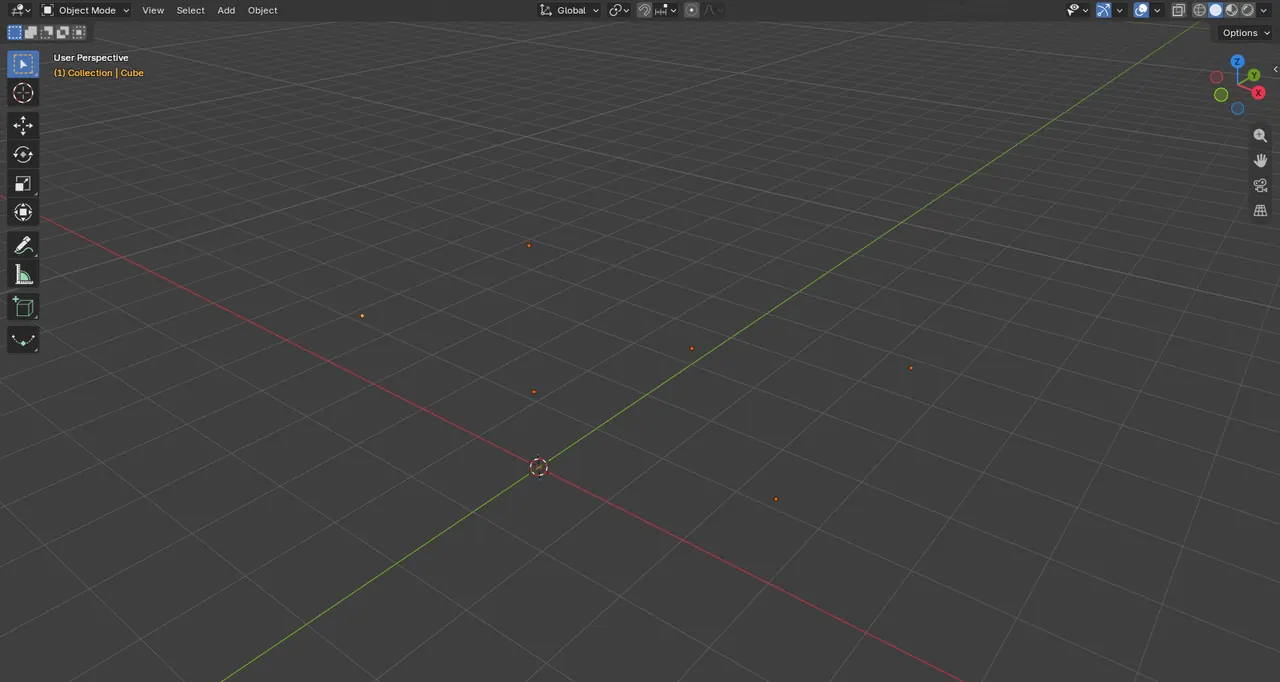 Object Mode View Select Add Object Global
Options
User Perspective
(1) Collection | Cube
Z
Y
X